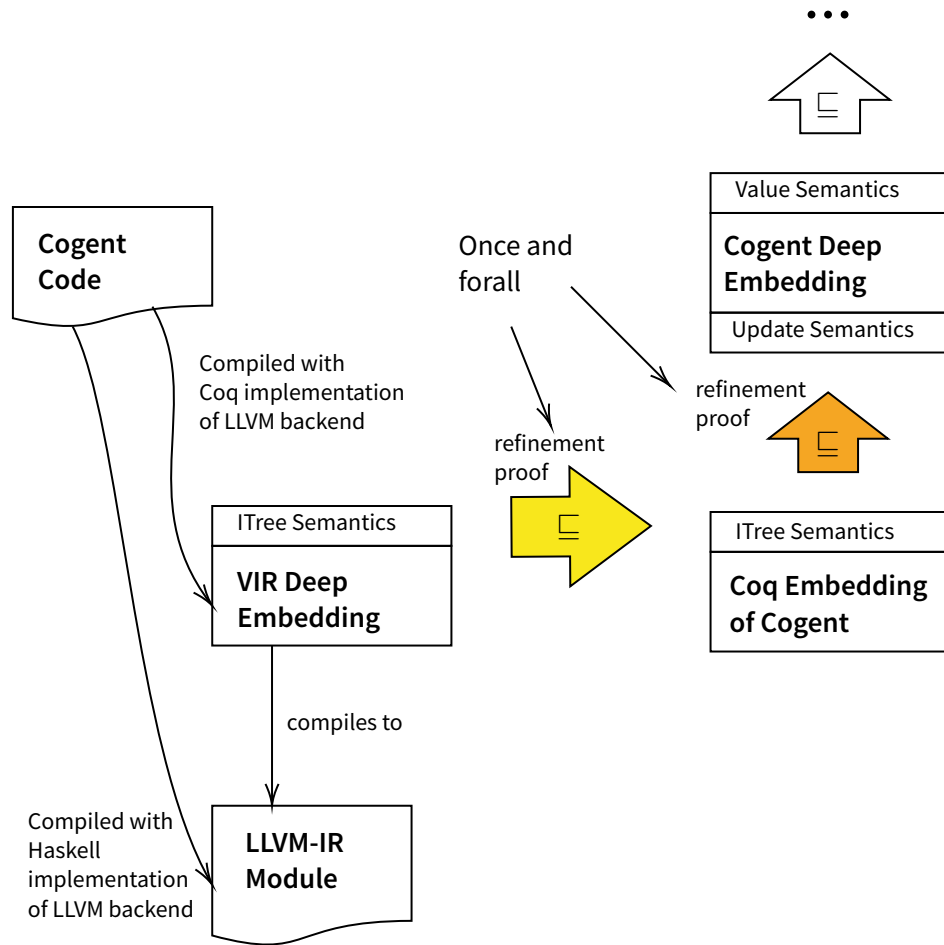 •••
⊑
Value Semantics
Cogent Deep
Embedding
Update Semantics
Cogent
Code
Once and
forall
Compiled with
Coq implementation
of LLVM backend
refinement
proof
⊑
refinement
proof
⊑
ITree Semantics
VIR Deep
Embedding
ITree Semantics
Coq Embedding
of Cogent
compiles to
Compiled with
Haskell
implementation
of LLVM backend
LLVM-IR
Module